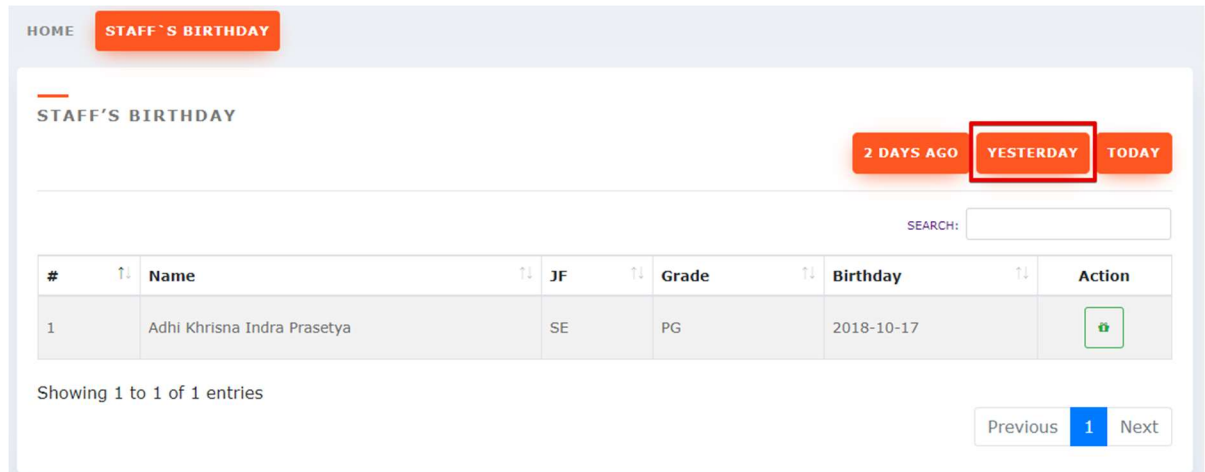 HOME STAFF`S BIRTHDAY
STAFF’S BIRTHDAY
2 DAYS AGO YESTERDAY TODAY
SEARCH:
# Name JF Grade Birthday Action
1 Adhi Khrisna Indra Prasetya SE PG 2018-10-17
Showing 1 to 1 of 1 entries
Previous 1 Next